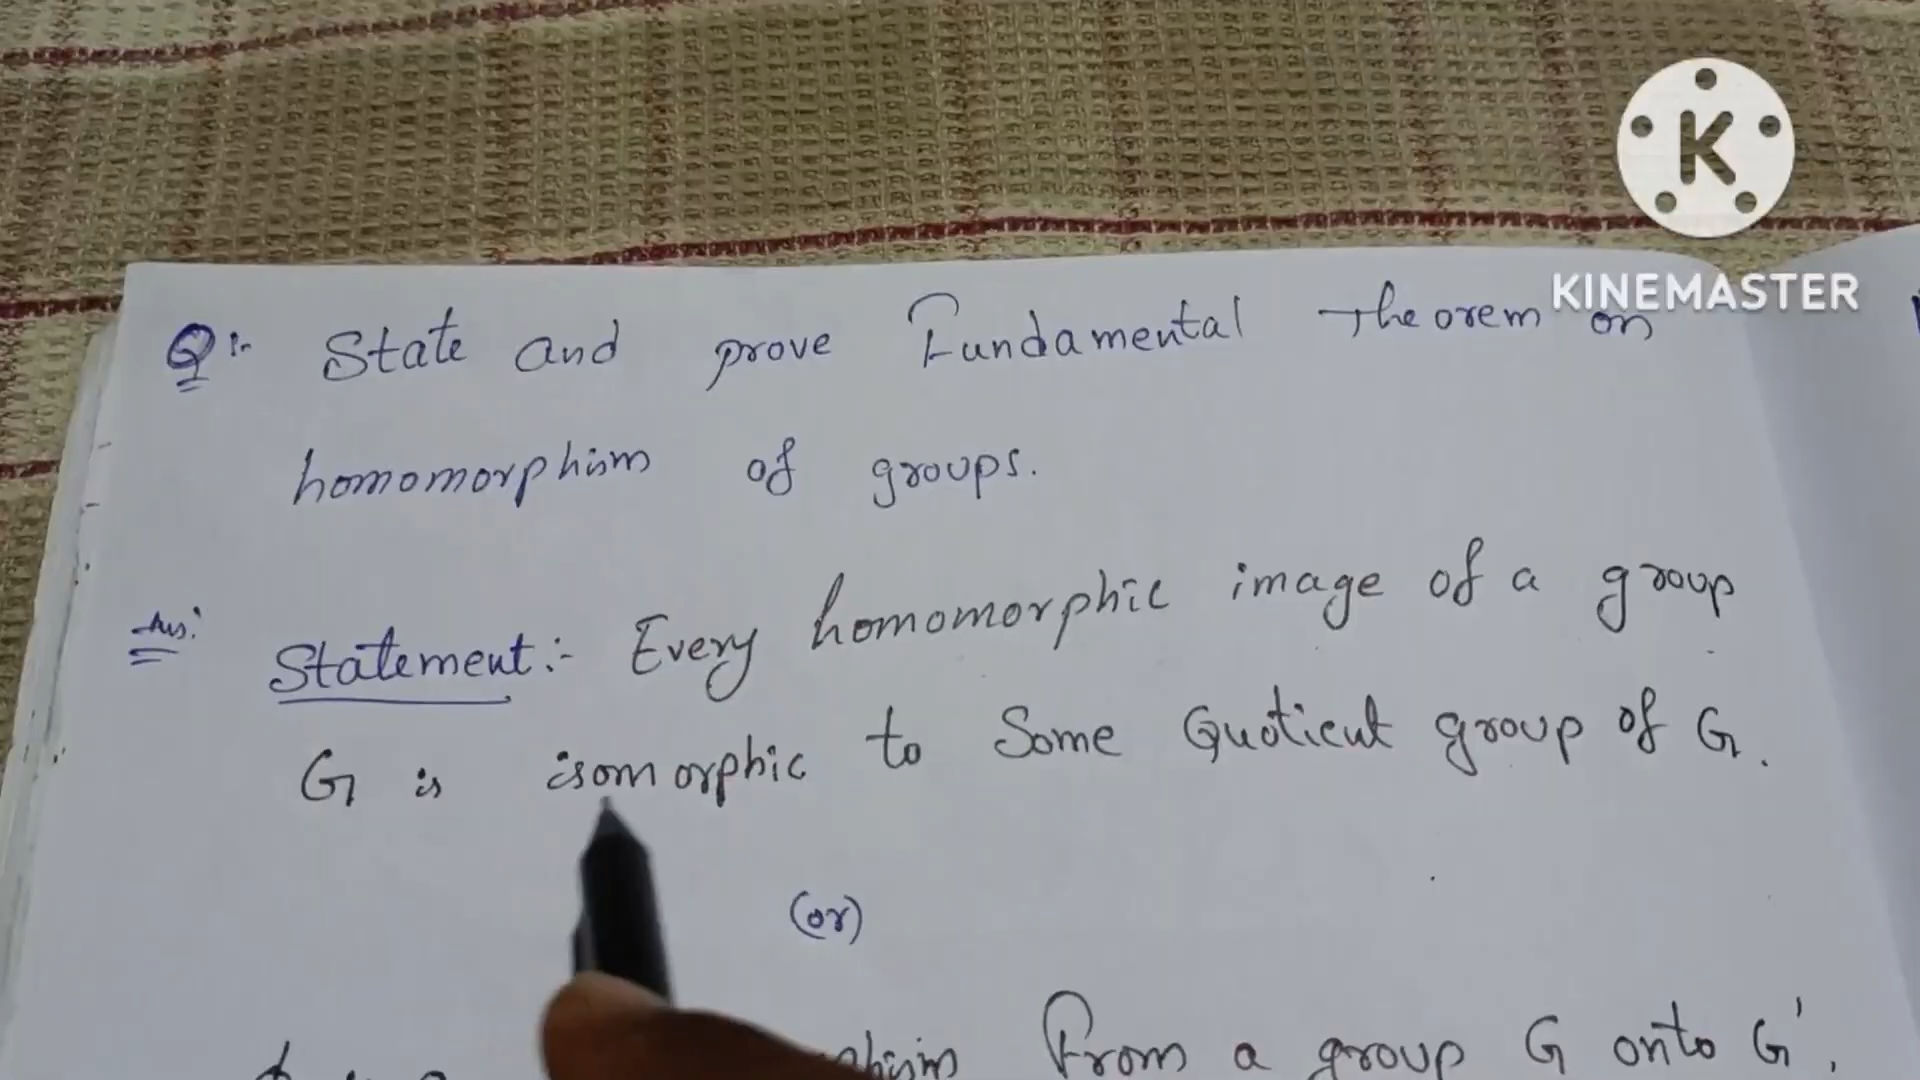 K
KINEMASTER
Q:- State and prove Fundamental Theorem on
homomorphism of groups.
Ans:
Statement:- Every homomorphic image of a group
G is isomorphic to Some Quotient group of G.
(or)
From a group G onto G',